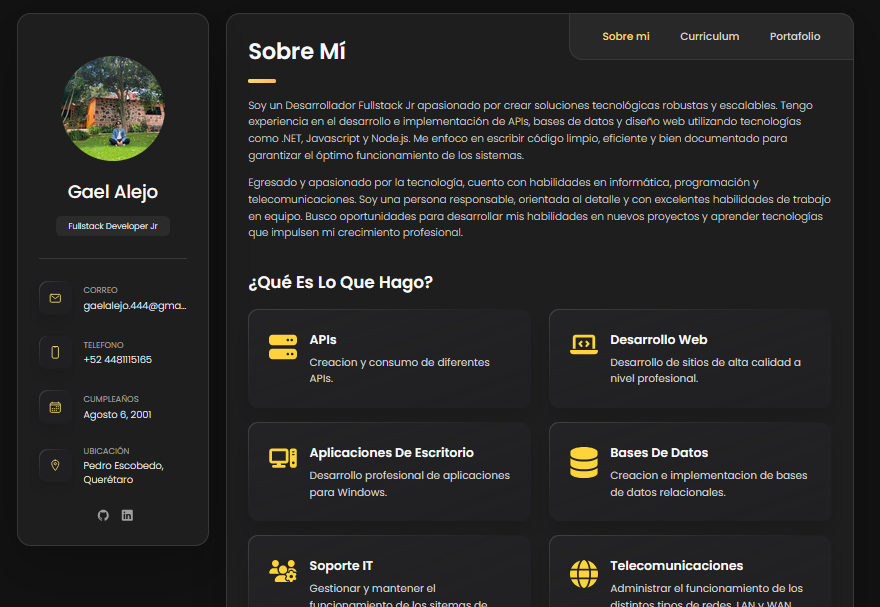 Gael Alejo
Fullstack Developer Jr
CORREO
gaelalejo.444@gma...
TELEFONO
+52 4481115165
CUMPLEAÑOS
Agosto 6, 2001
UBICACIÓN
Pedro Escobedo,
Querétaro
Sobre mi
Curriculum
Portafolio
Sobre Mí
Soy un Desarrollador Fullstack Jr apasionado por crear soluciones tecnológicas robustas y escalables. Tengo
experiencia en el desarrollo e implementación de APIs, bases de datos y diseño web utilizando tecnologías
como .NET, Javascript y Node.js. Me enfoco en escribir código limpio, eficiente y bien documentado para
garantizar el óptimo funcionamiento de los sistemas.
Egresado y apasionado por la tecnología, cuento con habilidades en informática, programación y
telecomunicaciones. Soy una persona responsable, orientada al detalle y con excelentes habilidades de trabajo
en equipo. Busco oportunidades para desarrollar mis habilidades en nuevos proyectos y aprender tecnologías
que impulsen mi crecimiento profesional.
¿Qué Es Lo Que Hago?
APIs
Creacion y consumo de diferentes
APIs.
Desarrollo Web
Desarrollo de sitios de alta calidad a
nivel profesional.
Aplicaciones De Escritorio
Desarrollo profesional de aplicaciones
para Windows.
Bases De Datos
Creacion e implementacion de bases
de datos relacionales.
Soporte IT
Gestionar y mantener el
funcionamiento de los sitemas de
Telecomunicaciones
Administrar el funcionamiento de los
distintos tipos de redes, LAN y WAN